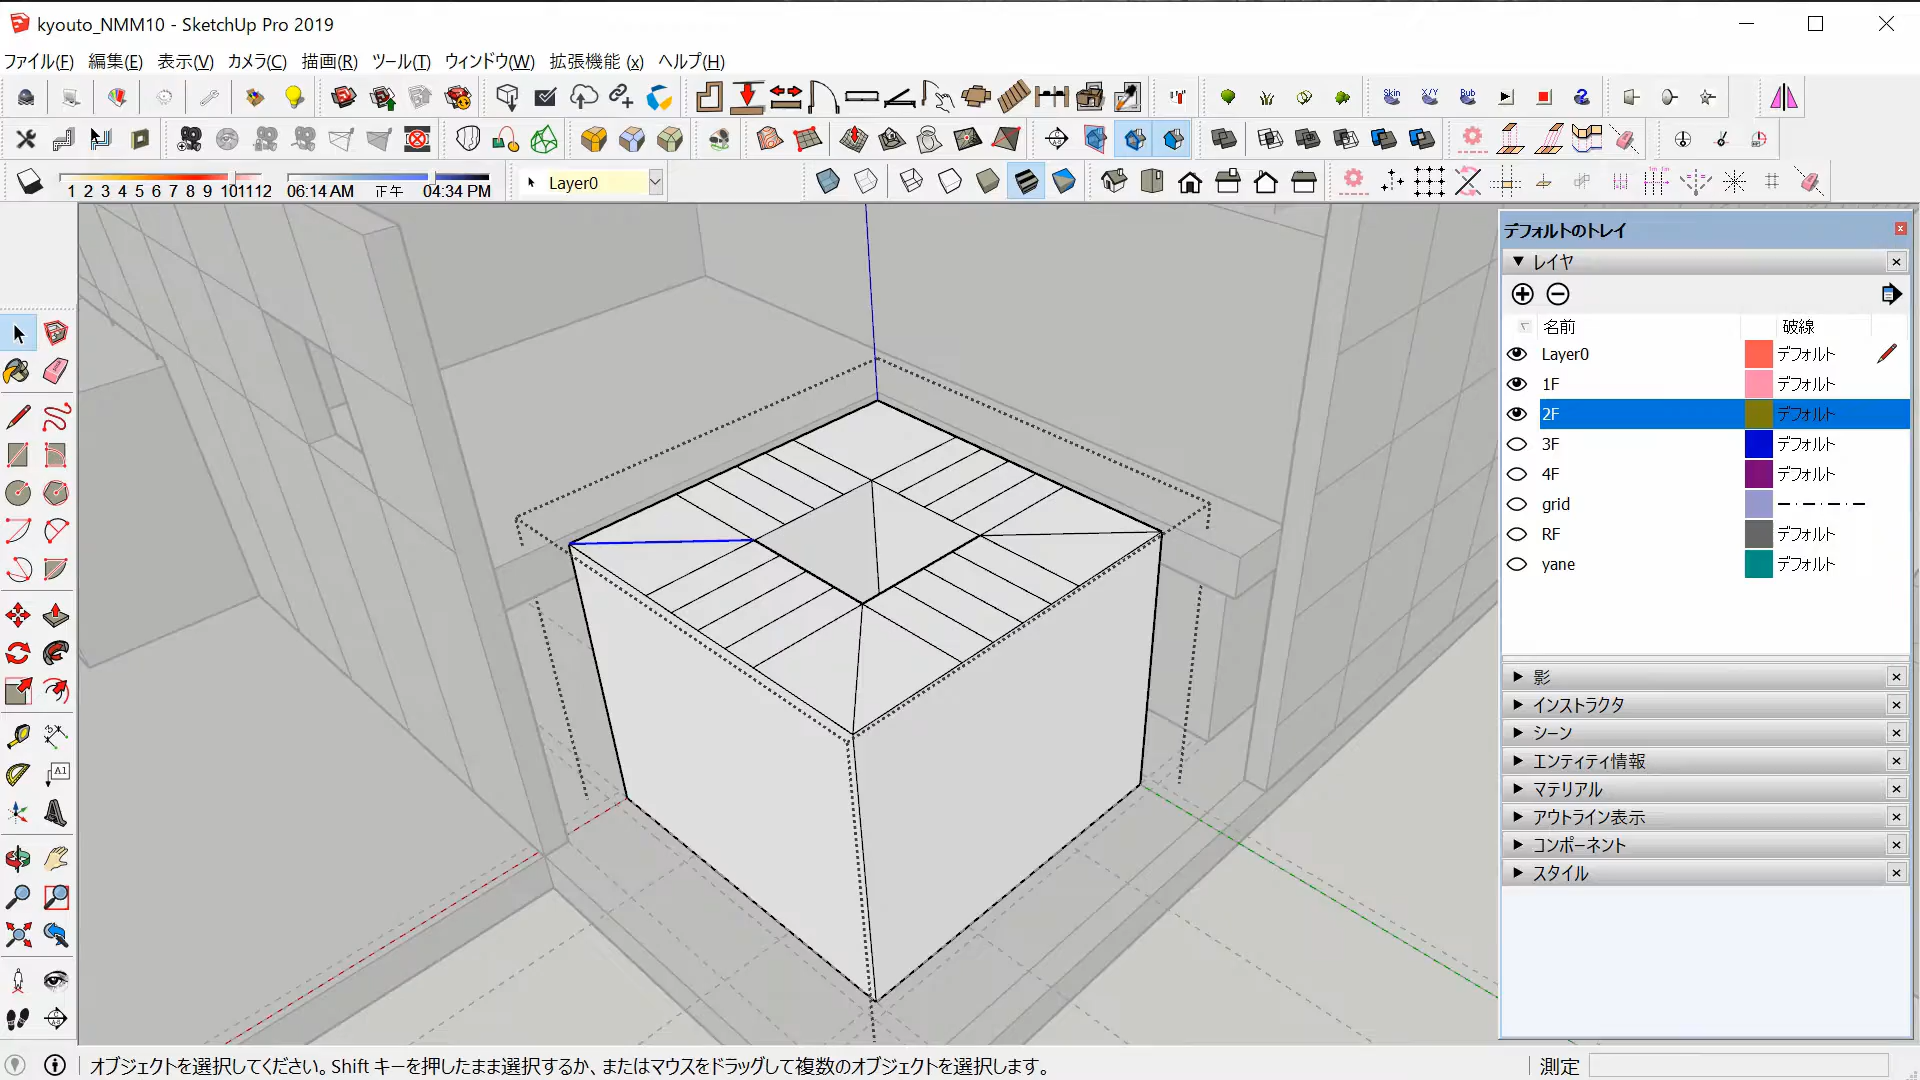 kyouto_NMM10 - SketchUp Pro 2019
ファイル(F) 編集(E) 表示(V) カメラ(C) 描画(R) ツール(T) ウィンドウ(W) 拡張機能 (x) ヘルプ(H)
Skin X/Y Bub
1 2 3 4 5 6 7 8 9 10 11 12 06:14 AM 正午 04:34 PM Layer0
デフォルトのトレイ
レイヤ
名前 破線
Layer0 デフォルト
1F デフォルト
2F デフォルト
3F デフォルト
4F デフォルト
grid
RF デフォルト
yane デフォルト
影
インストラクタ
シーン
エンティティ情報
マテリアル
アウトライン表示
コンポーネント
スタイル
A1
オブジェクトを選択してください。Shift キーを押したまま選択するか、またはマウスをドラッグして複数のオブジェクトを選択します。
測定